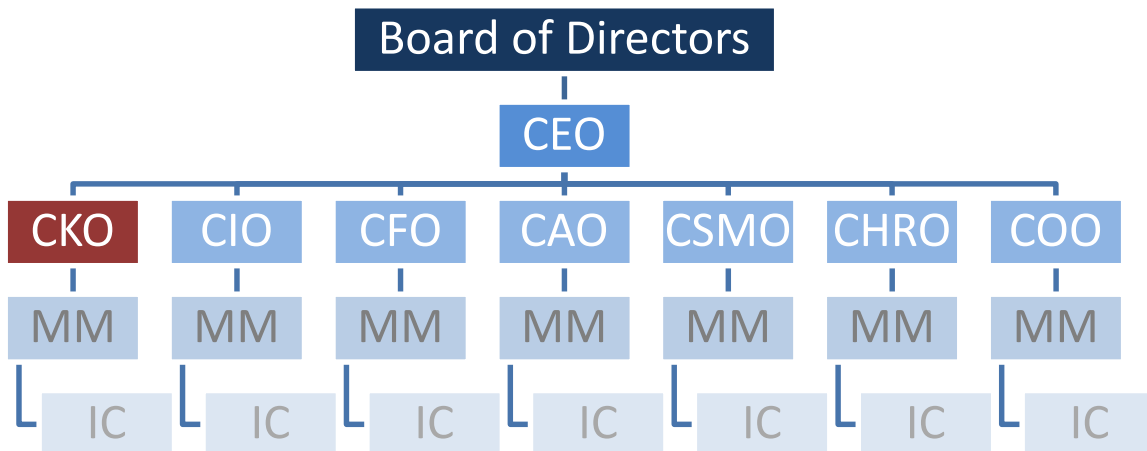 Board of Directors
CEO
CKO CIO CFO CAO CSMO CHRO COO
MM MM MM MM MM MM MM
IC IC IC IC IC IC IC